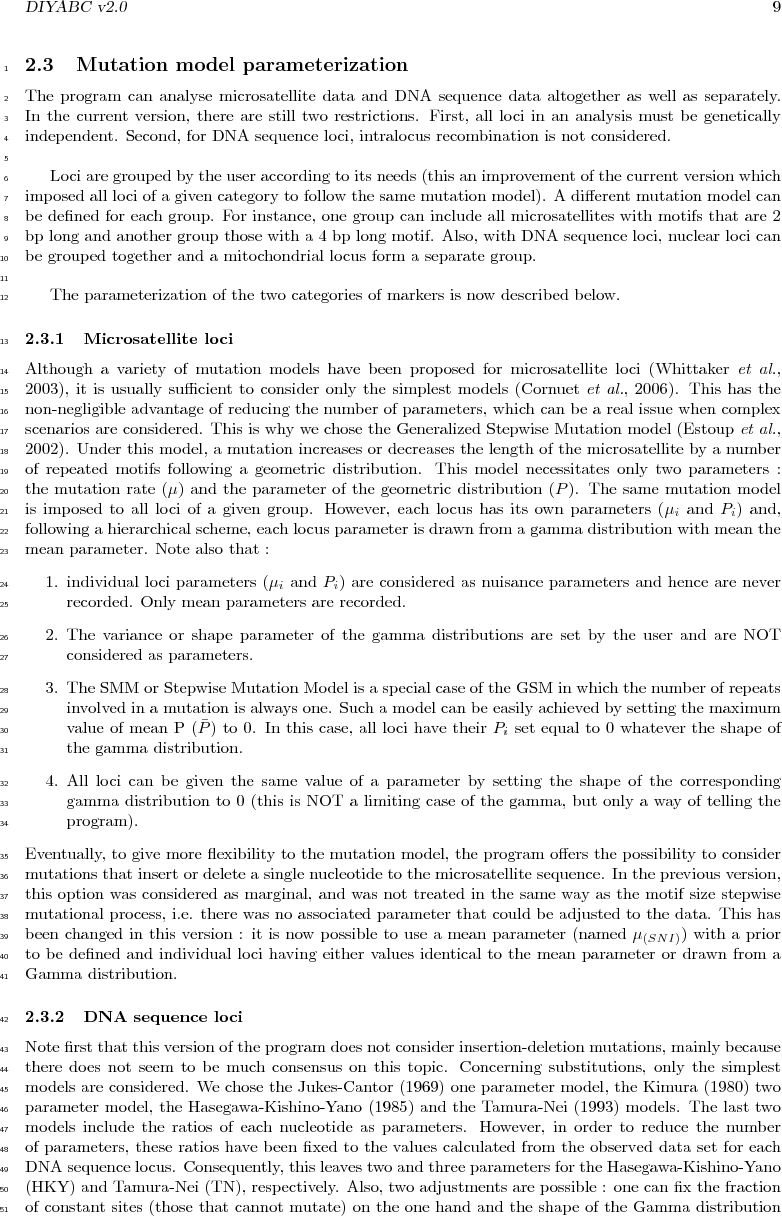 DIYABC v2.0 9
1 2.3 Mutation model parameterization
2 The program can analyse microsatellite data and DNA sequence data altogether as well as separately.
3 In the current version, there are still two restrictions. First, all loci in an analysis must be genetically
4 independent. Second, for DNA sequence loci, intralocus recombination is not considered.
5
6 Loci are grouped by the user according to its needs (this an improvement of the current version which
7 imposed all loci of a given category to follow the same mutation model). A different mutation model can
8 be defined for each group. For instance, one group can include all microsatellites with motifs that are 2
9 bp long and another group those with a 4 bp long motif. Also, with DNA sequence loci, nuclear loci can
10 be grouped together and a mitochondrial locus form a separate group.
11
12 The parameterization of the two categories of markers is now described below.
13 2.3.1 Microsatellite loci
14 Although a variety of mutation models have been proposed for microsatellite loci (Whittaker et al.,
15 2003), it is usually sufficient to consider only the simplest models (Cornuet et al., 2006). This has the
16 non-negligible advantage of reducing the number of parameters, which can be a real issue when complex
17 scenarios are considered. This is why we chose the Generalized Stepwise Mutation model (Estoup et al.,
18 2002). Under this model, a mutation increases or decreases the length of the microsatellite by a number
19 of repeated motifs following a geometric distribution. This model necessitates only two parameters :
20 the mutation rate (μ) and the parameter of the geometric distribution (P). The same mutation model
21 is imposed to all loci of a given group. However, each locus has its own parameters (μi and Pi) and,
22 following a hierarchical scheme, each locus parameter is drawn from a gamma distribution with mean the
23 mean parameter. Note also that :
24 1. individual loci parameters (μi and Pi) are considered as nuisance parameters and hence are never
25 recorded. Only mean parameters are recorded.
26 2. The variance or shape parameter of the gamma distributions are set by the user and are NOT
27 considered as parameters.
28 3. The SMM or Stepwise Mutation Model is a special case of the GSM in which the number of repeats
29 involved in a mutation is always one. Such a model can be easily achieved by setting the maximum
30 value of mean P (P̄) to 0. In this case, all loci have their Pi set equal to 0 whatever the shape of
31 the gamma distribution.
32 4. All loci can be given the same value of a parameter by setting the shape of the corresponding
33 gamma distribution to 0 (this is NOT a limiting case of the gamma, but only a way of telling the
34 program).
35 Eventually, to give more flexibility to the mutation model, the program offers the possibility to consider
36 mutations that insert or delete a single nucleotide to the microsatellite sequence. In the previous version,
37 this option was considered as marginal, and was not treated in the same way as the motif size stepwise
38 mutational process, i.e. there was no associated parameter that could be adjusted to the data. This has
39 been changed in this version : it is now possible to use a mean parameter (named μ(SNI)) with a prior
40 to be defined and individual loci having either values identical to the mean parameter or drawn from a
41 Gamma distribution.
42 2.3.2 DNA sequence loci
43 Note first that this version of the program does not consider insertion-deletion mutations, mainly because
44 there does not seem to be much consensus on this topic. Concerning substitutions, only the simplest
45 models are considered. We chose the Jukes-Cantor (1969) one parameter model, the Kimura (1980) two
46 parameter model, the Hasegawa-Kishino-Yano (1985) and the Tamura-Nei (1993) models. The last two
47 models include the ratios of each nucleotide as parameters. However, in order to reduce the number
48 of parameters, these ratios have been fixed to the values calculated from the observed data set for each
49 DNA sequence locus. Consequently, this leaves two and three parameters for the Hasegawa-Kishino-Yano
50 (HKY) and Tamura-Nei (TN), respectively. Also, two adjustments are possible : one can fix the fraction
51 of constant sites (those that cannot mutate) on the one hand and the shape of the Gamma distribution